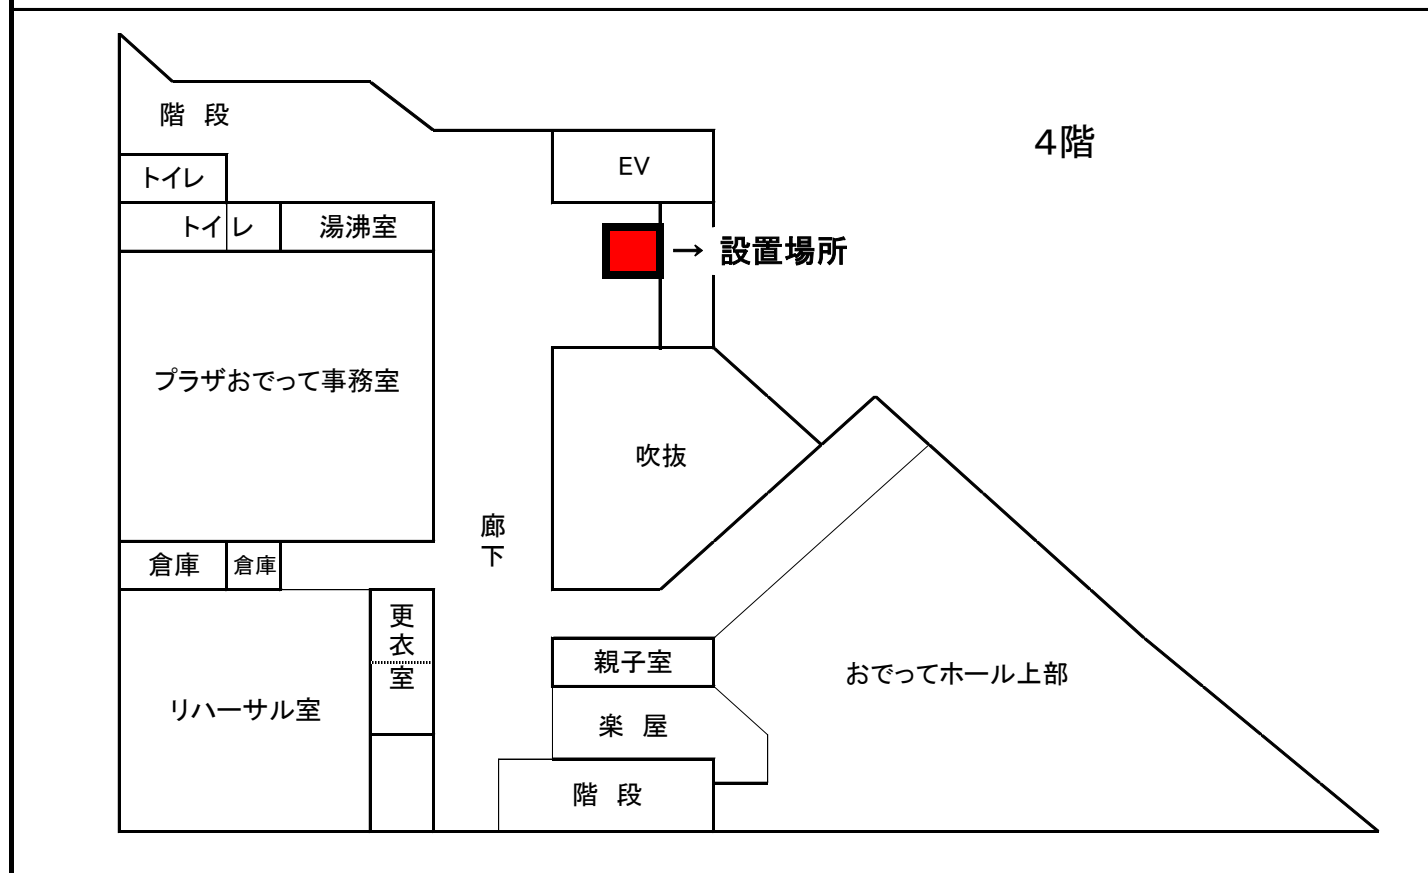 階 段
4階
EV
トイレ
トイレ
湯沸室
→ 設置場所
プラザおでって事務室
吹抜
廊下
倉庫
倉庫
更衣室
親子室
おでってホール上部
リハーサル室
楽 屋
階 段